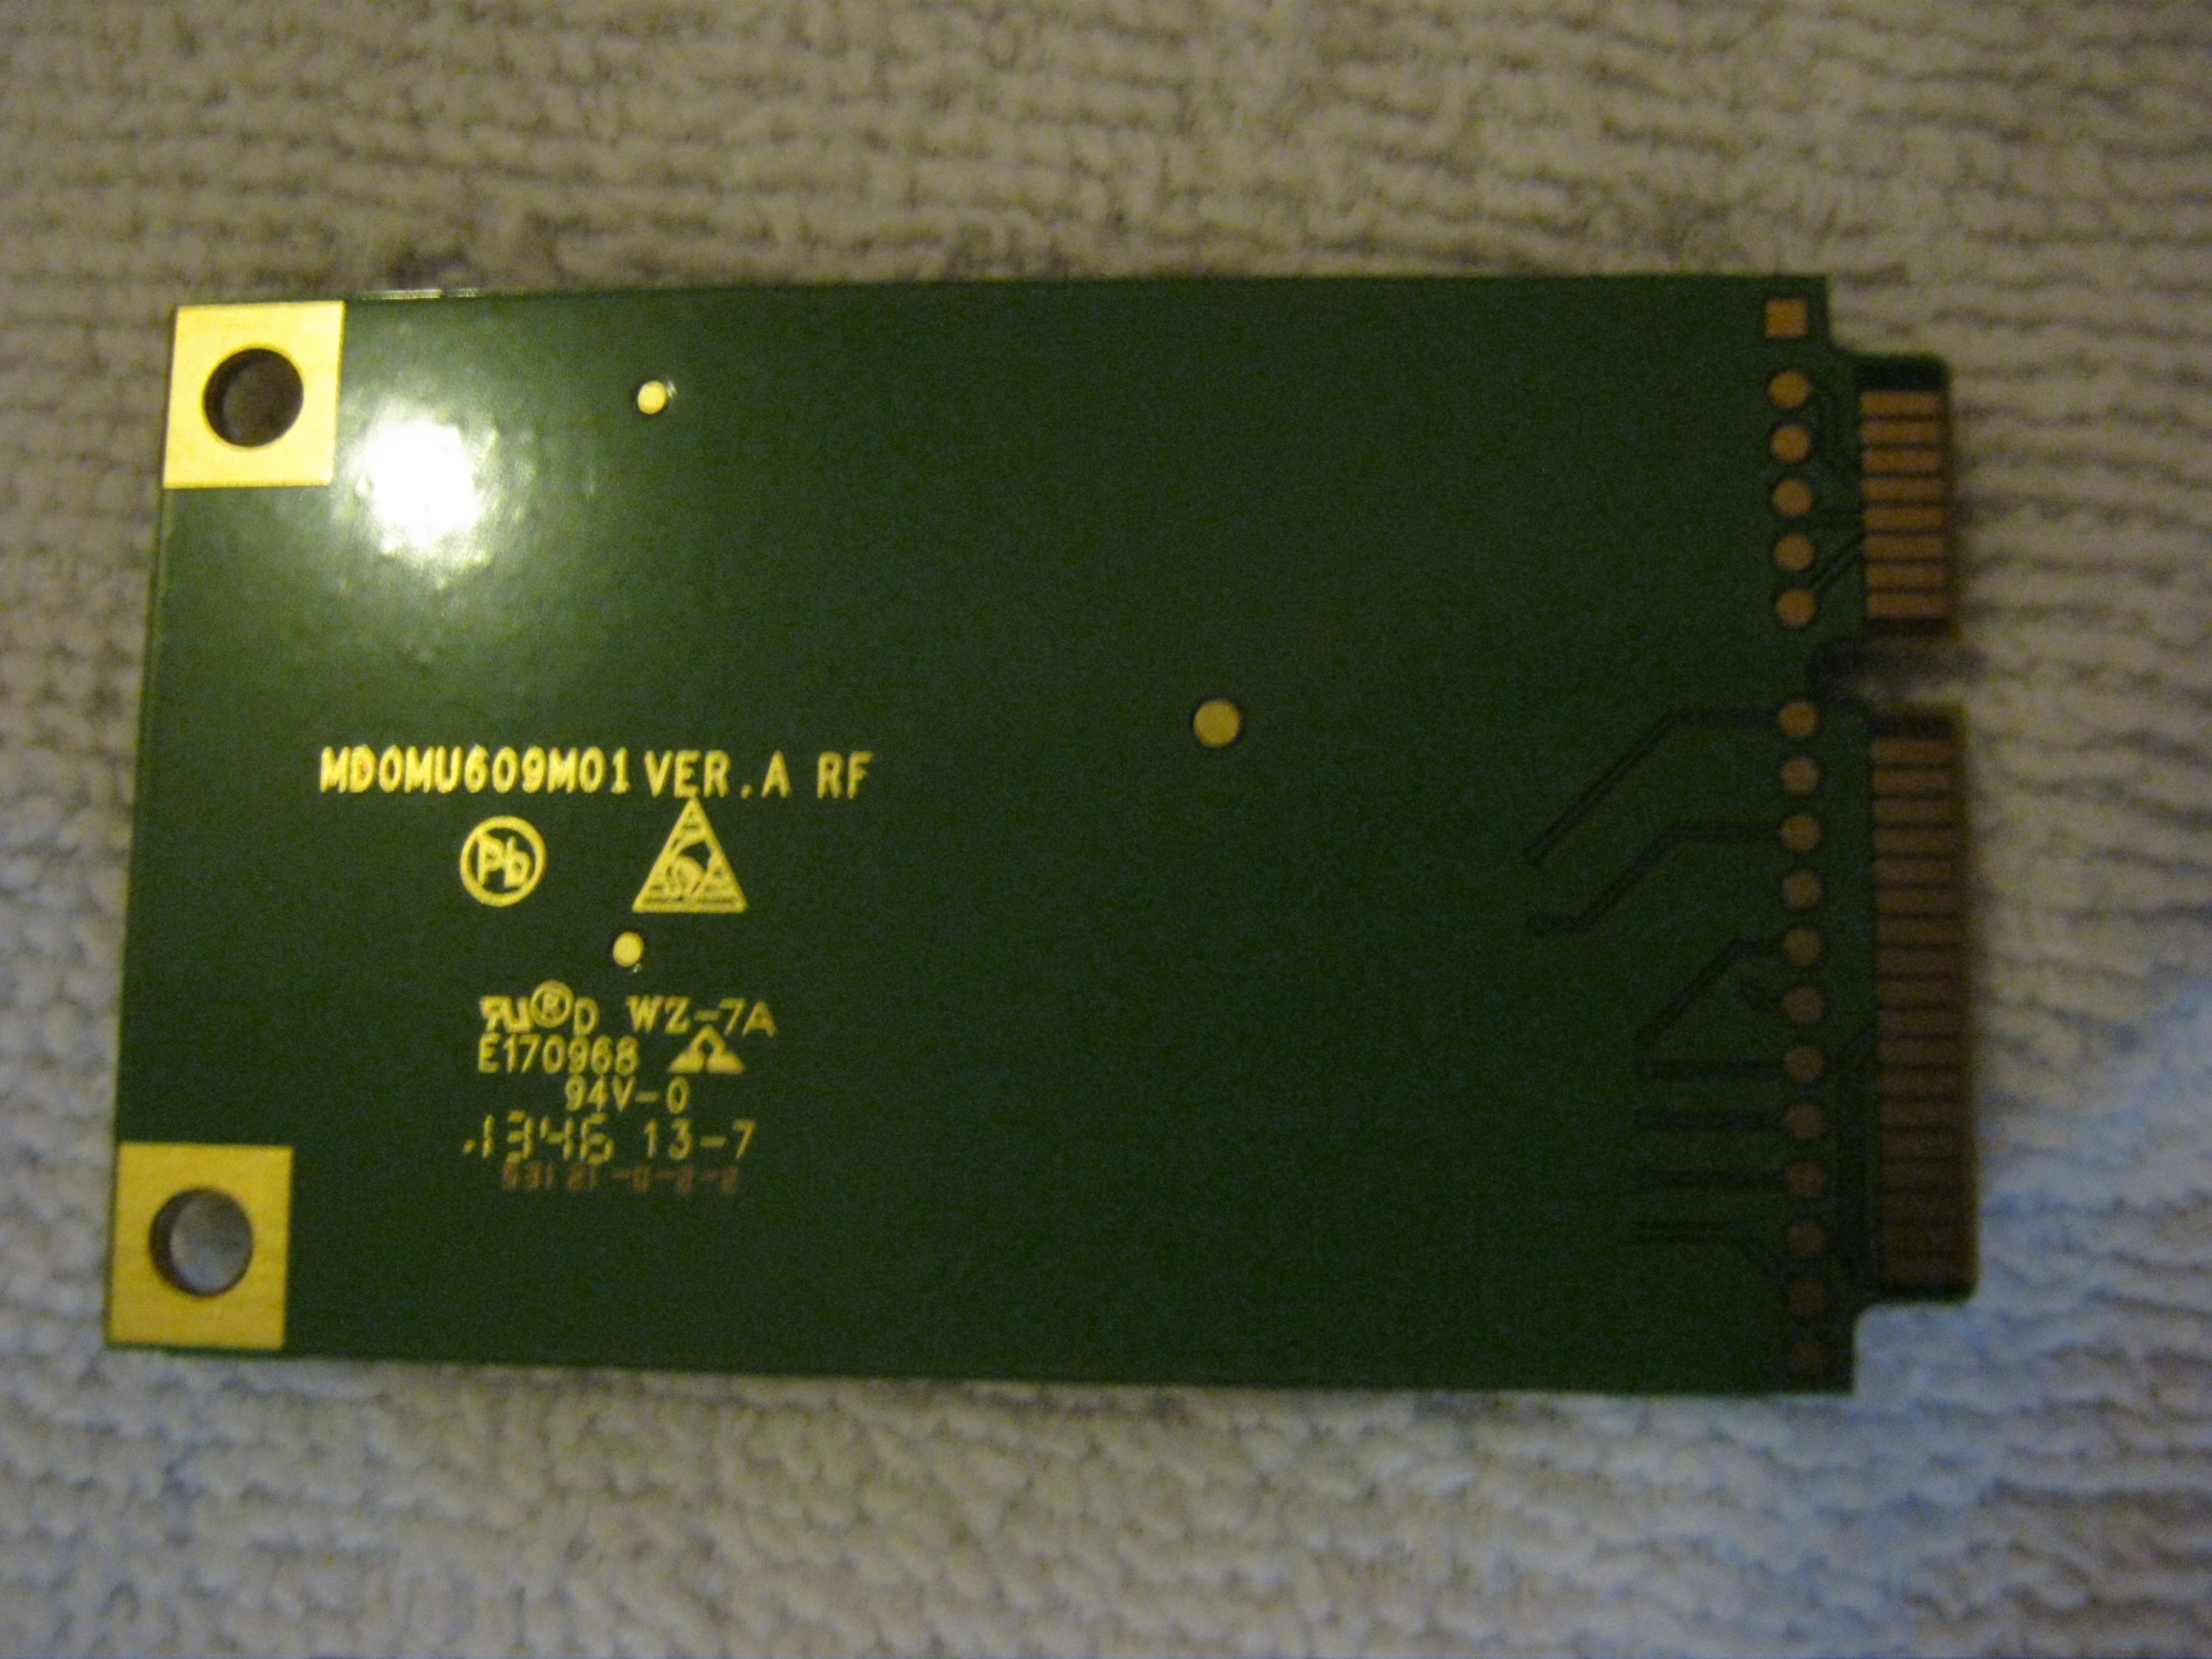 MD0MU609M01 VER.A RF
Pb
® D WZ-7A
E170968
94V-0
1346 13-7